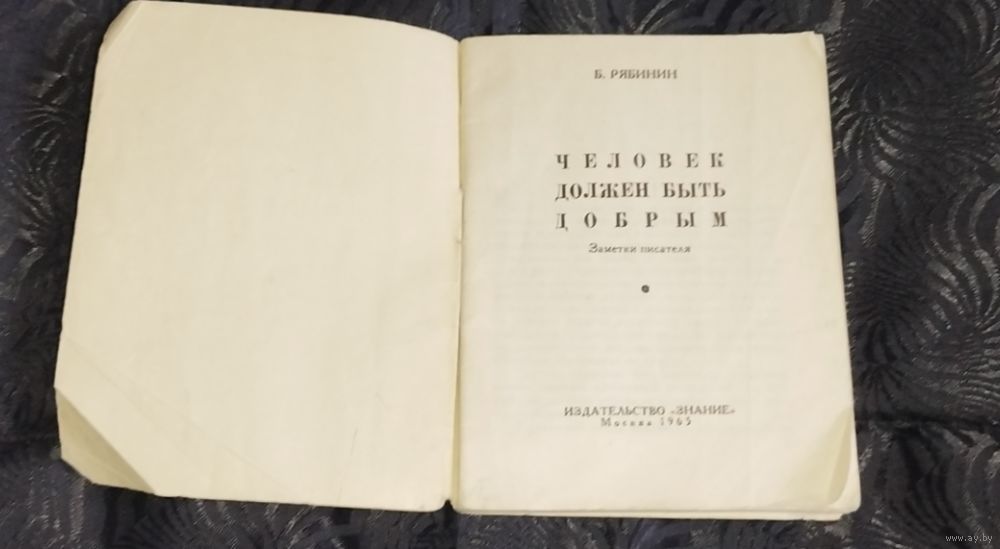 Б. РЯБИНИН
ЧЕЛОВЕК
ДОЛЖЕН БЫТЬ
ДОБРЫМ
Заметки писателя
ИЗДАТЕЛЬСТВО «ЗНАНИЕ»
Москва 1965
www.ay.by